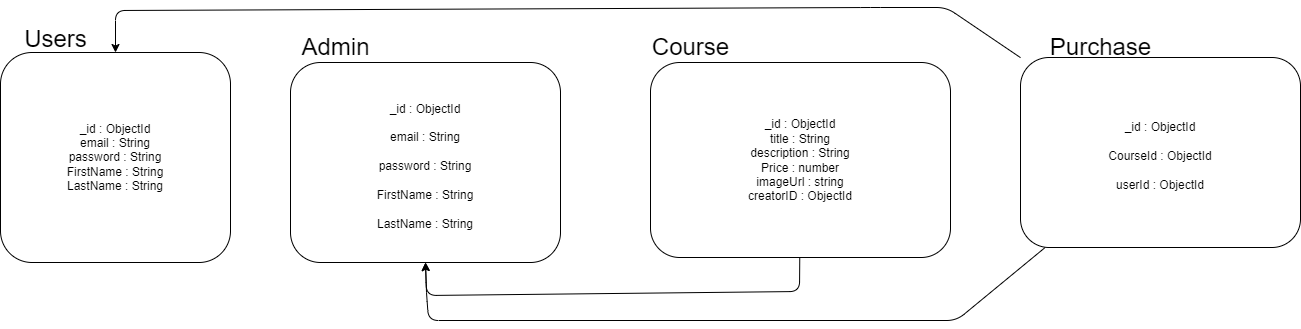 Users
_id : ObjectId
email : String
password : String
FirstName : String
LastName : String
Admin
_id : ObjectId
email : String
password : String
FirstName : String
LastName : String
Course
_id : ObjectId
title : String
description : String
Price : number
imageUrl : string
creatorID : ObjectId
Purchase
_id : ObjectId
CourseId : ObjectId
userId : ObjectId